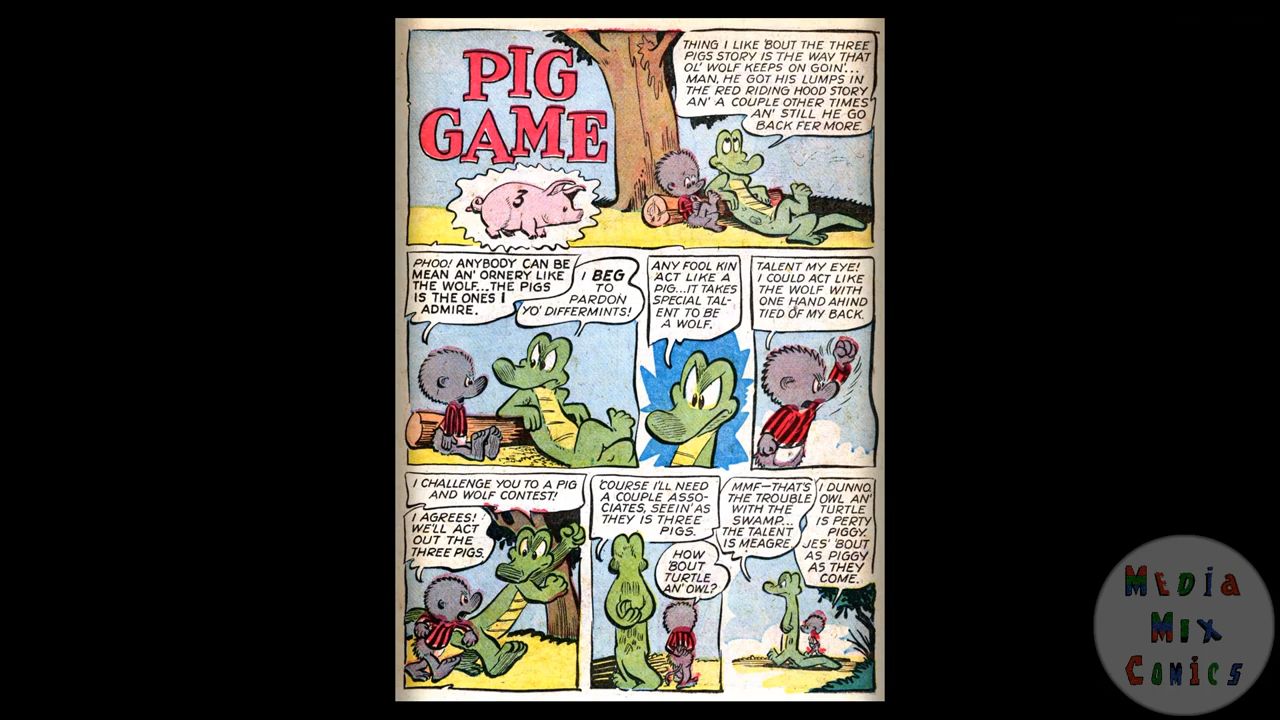 PIG
GAME
3
THING I LIKE 'BOUT THE THREE
PIGS STORY IS THE WAY THAT
OL' WOLF KEEPS ON GOIN'...
MAN, HE GOT HIS LUMPS IN
THE RED RIDING HOOD STORY
AN' A COUPLE OTHER TIMES
AN' STILL HE GO
BACK FER MORE.
PHOO! ANYBODY CAN BE
MEAN AN' ORNERY LIKE
THE WOLF...THE PIGS
IS THE ONES I
ADMIRE.
I BEG
TO
PARDON
YO' DIFFERMINTS!
ANY FOOL KIN
ACT LIKE A
PIG...IT TAKES
SPECIAL TAL-
ENT TO BE
A WOLF.
TALENT MY EYE!
I COULD ACT LIKE
THE WOLF WITH
ONE HAND AHIND
TIED OF MY BACK.
I CHALLENGE YOU TO A PIG
AND WOLF CONTEST!
I AGREES!
WE'LL ACT
OUT THE
THREE PIGS.
'COURSE I'LL NEED
A COUPLE ASSO-
CIATES, SEEIN' AS
THEY IS THREE
PIGS.
HOW
'BOUT
TURTLE
AN' OWL?
MMF—THAT'S
THE TROUBLE
WITH THE
SWAMP...
THE TALENT
IS MEAGRE.
I DUNNO,
OWL AN'
TURTLE
IS PERTY
PIGGY.
JES' 'BOUT
AS PIGGY
AS THEY
COME.
MEDiA
MiX
COMiCS